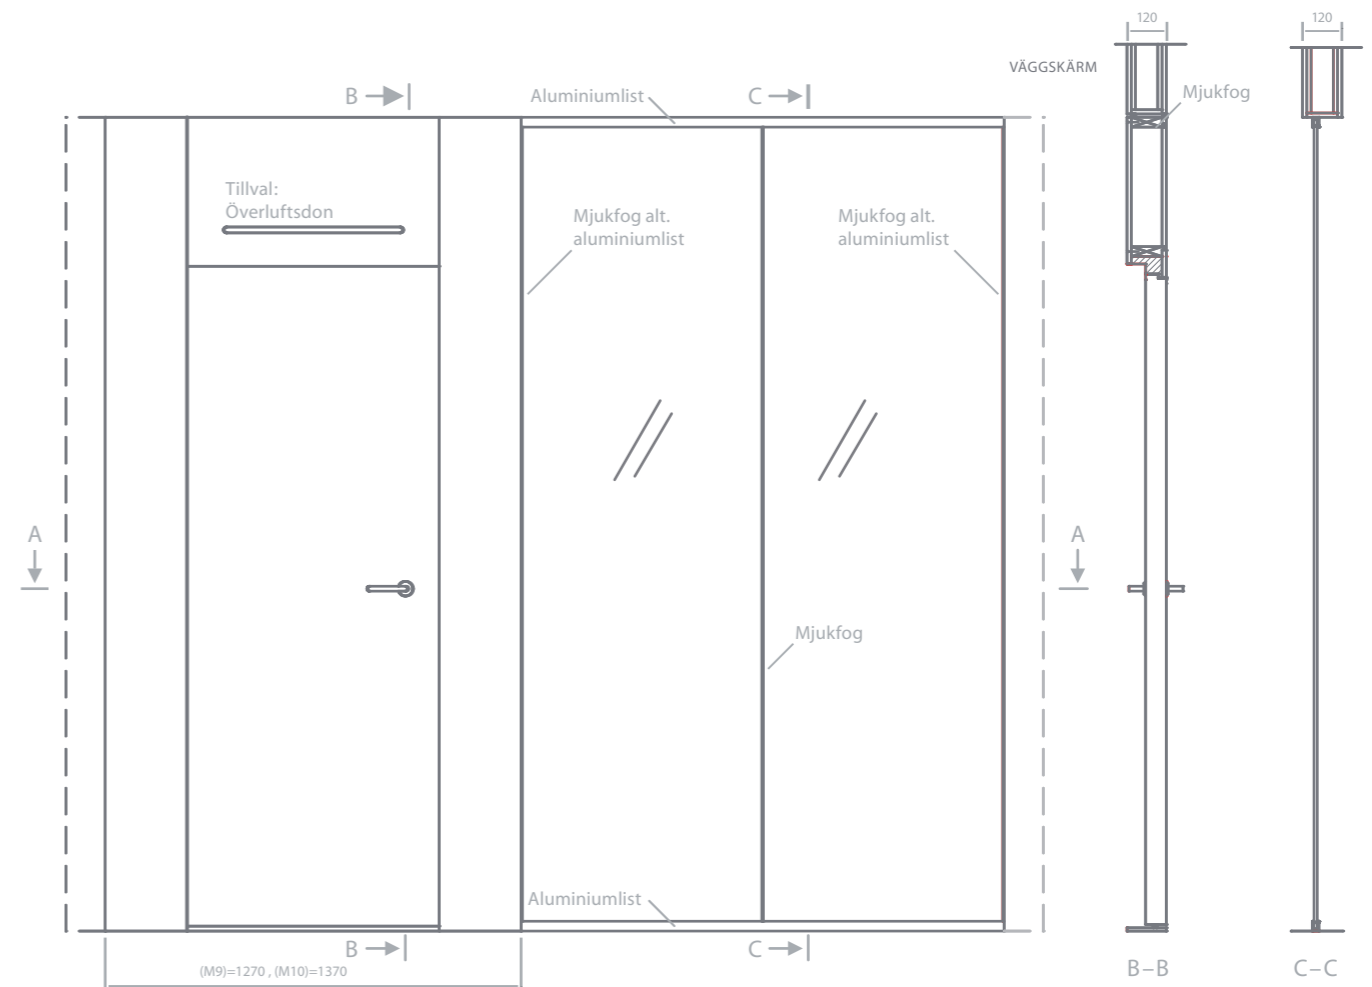 120
120
VÄGGSKÄRM
B
Aluminiumlist
C
Mjukfog
Tillval:
Överluftsdon
Mjukfog alt.
aluminiumlist
Mjukfog alt.
aluminiumlist
A
A
Mjukfog
Aluminiumlist
B
C
(M9)=1270 , (M10)=1370
B–B
C–C